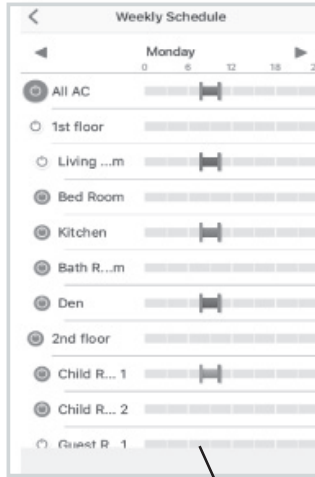 Weekly Schedule
Monday
0 6 12 18 2
All AC
1st floor
Living ...m
Bed Room
Kitchen
Bath R...m
Den
2nd floor
Child R... 1
Child R... 2
Guest R 1